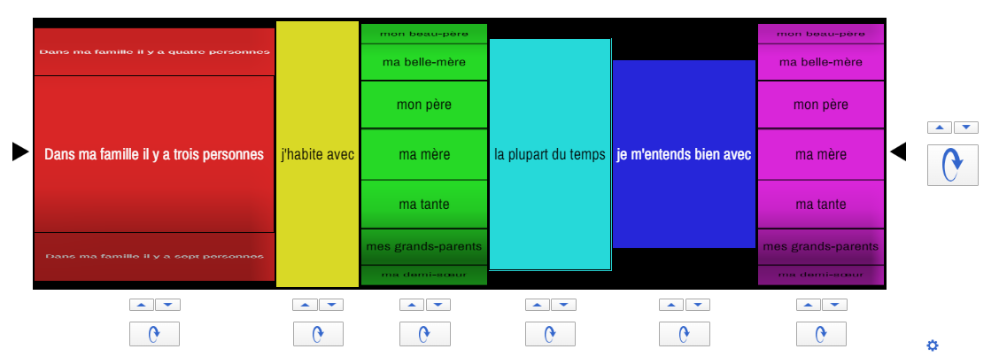 Dans ma famille il y a quatre personnes
Dans ma famille il y a trois personnes
Dans ma famille il y a sept personnes
j'habite avec
mon beau-père
ma belle-mère
mon père
ma mère
ma tante
mes grands-parents
ma demi-sœur
la plupart du temps
je m'entends bien avec
mon beau-père
ma belle-mère
mon père
ma mère
ma tante
mes grands-parents
ma demi-sœur